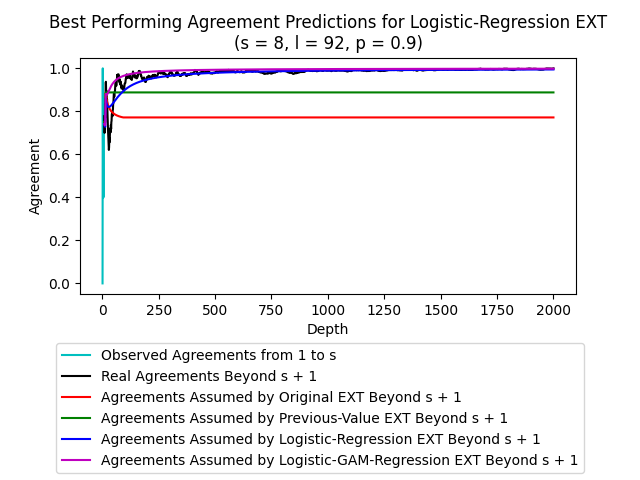 Best Performing Agreement Predictions for Logistic-Regression EXT
(s = 8, l = 92, p = 0.9)
Agreement
1.0
0.8
0.6
0.4
0.2
0.0
0 250 500 750 1000 1250 1500 1750 2000
Depth
Observed Agreements from 1 to s
Real Agreements Beyond s + 1
Agreements Assumed by Original EXT Beyond s + 1
Agreements Assumed by Previous-Value EXT Beyond s + 1
Agreements Assumed by Logistic-Regression EXT Beyond s + 1
Agreements Assumed by Logistic-GAM-Regression EXT Beyond s + 1